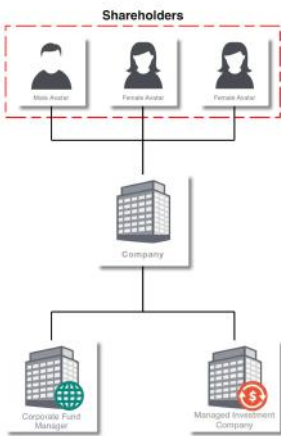 Shareholders
Male Avatar
Female Avatar
Female Avatar
Company
Corporate Fund
Manager
Managed Investment
Company